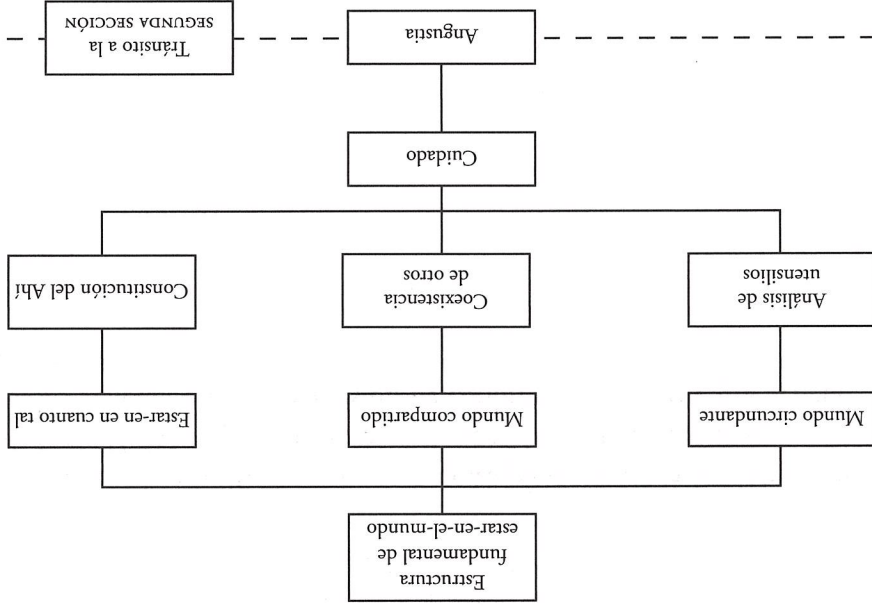 Estructura
fundamental de
estar-en-el-mundo
Mundo circundante
Mundo compartido
Estar-en en cuanto tal
Análisis de
utensilios
Coexistencia
de otros
Constitución del Ahí
Cuidado
Angustia
Tránsito a la
SEGUNDA SECCIÓN